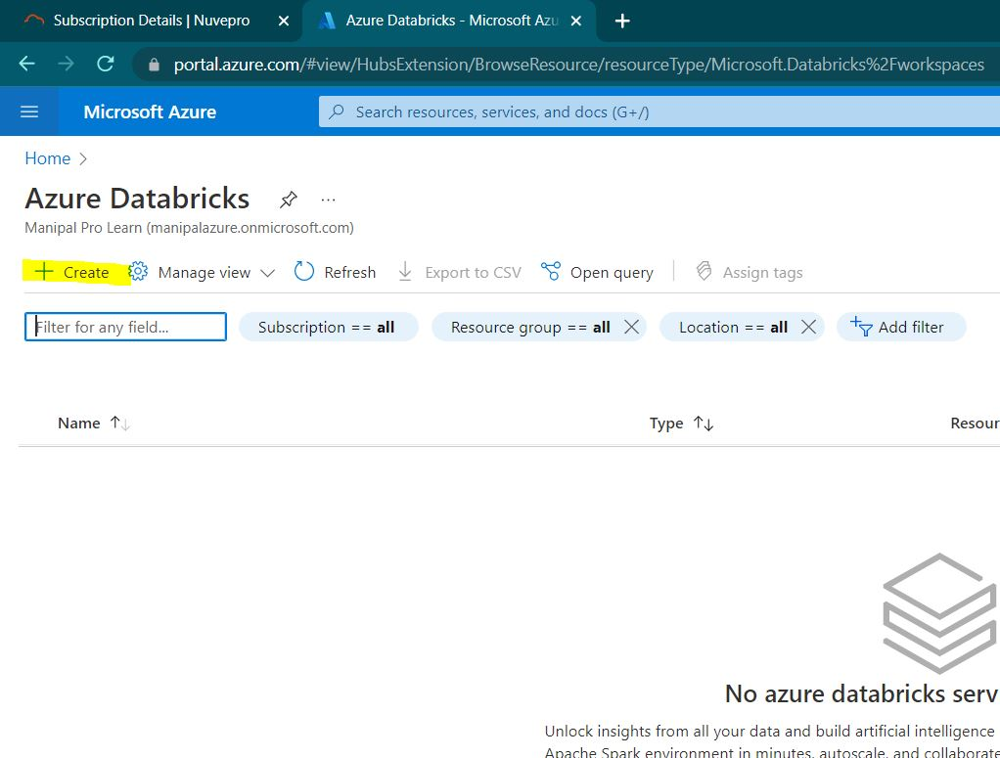 Subscription Details | Nuvepro
Azure Databricks - Microsoft Azu
portal.azure.com/#view/HubsExtension/BrowseResource/resourceType/Microsoft.Databricks%2Fworkspaces
Microsoft Azure
Search resources, services, and docs (G+/)
Home
Azure Databricks
...
Manipal Pro Learn (manipalazure.onmicrosoft.com)
+ Create Manage view Refresh Export to CSV Open query Assign tags
Filter for any field... Subscription == all Resource group == all Location == all Add filter
Name Type Resour
No azure databricks serv
Unlock insights from all your data and build artificial intelligence
Apache Spark environment in minutes, autoscale, and collaborate